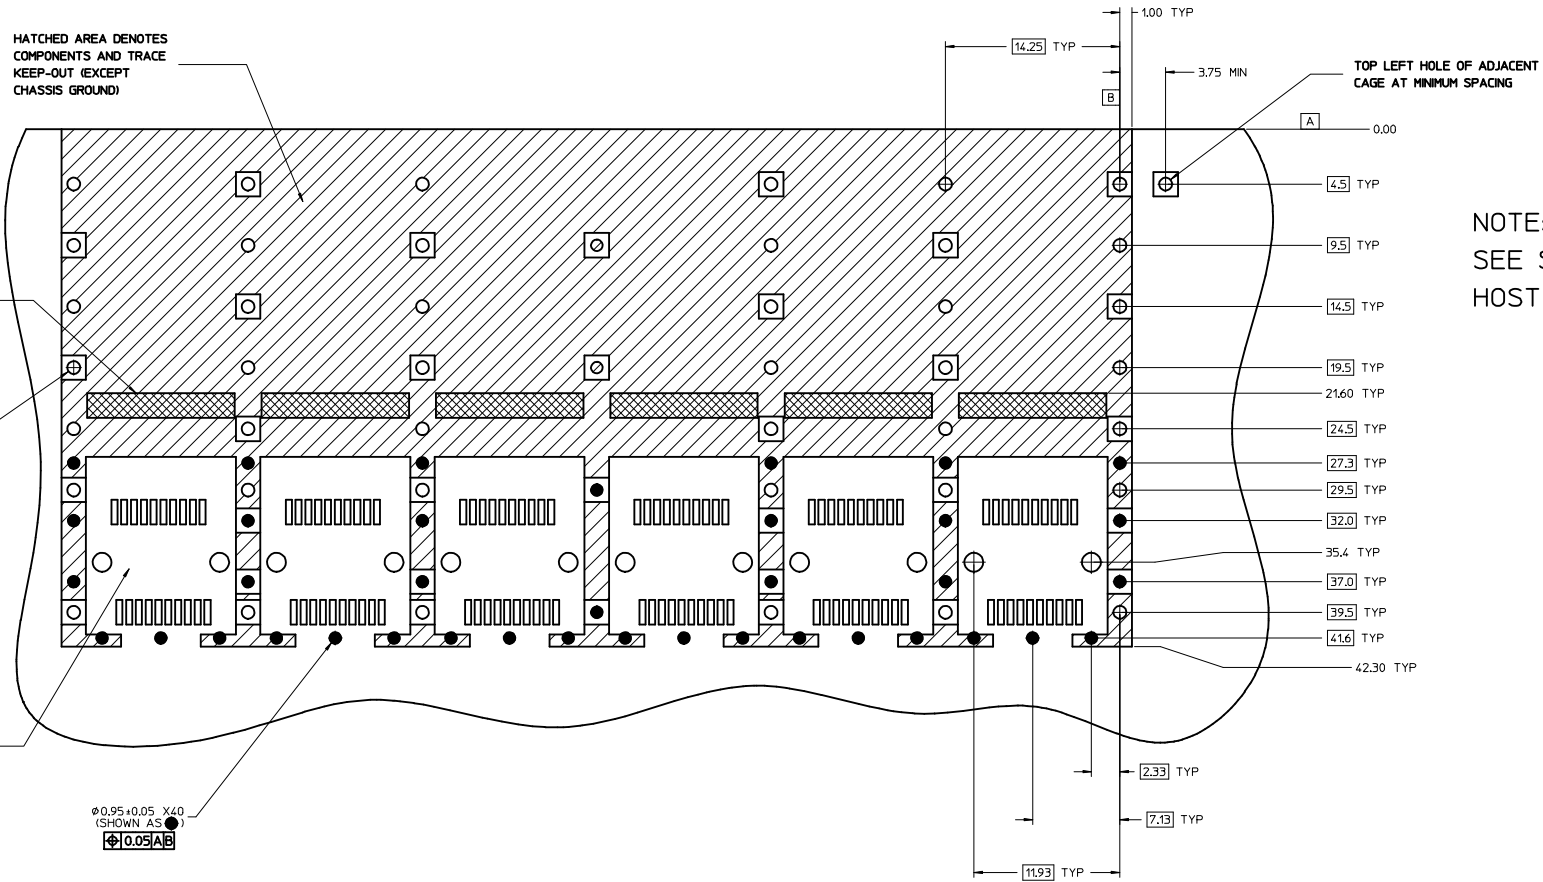 HATCHED AREA DENOTES
COMPONENTS AND TRACE
KEEP-OUT (EXCEPT
CHASSIS GROUND)
1.00 TYP
14.25 TYP
3.75 MIN
TOP LEFT HOLE OF ADJACENT
CAGE AT MINIMUM SPACING
B
A
0.00
4.5 TYP
9.5 TYP
14.5 TYP
19.5 TYP
21.60 TYP
24.5 TYP
27.3 TYP
29.5 TYP
32.0 TYP
35.4 TYP
37.0 TYP
39.5 TYP
41.6 TYP
42.30 TYP
NOTE:
SEE S
HOST
2.33 TYP
7.13 TYP
11.93 TYP
⌀0.95±0.05 X40
(SHOWN AS ●)
⌖ 0.05 A B